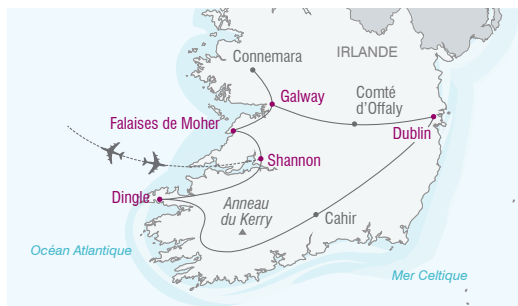 Connemara
IRLANDE
Galway
Comté
d'Offaly
Falaises de Moher
Dublin
Shannon
Dingle
Anneau
du Kerry
Cahir
Océan Atlantique
Mer Celtique